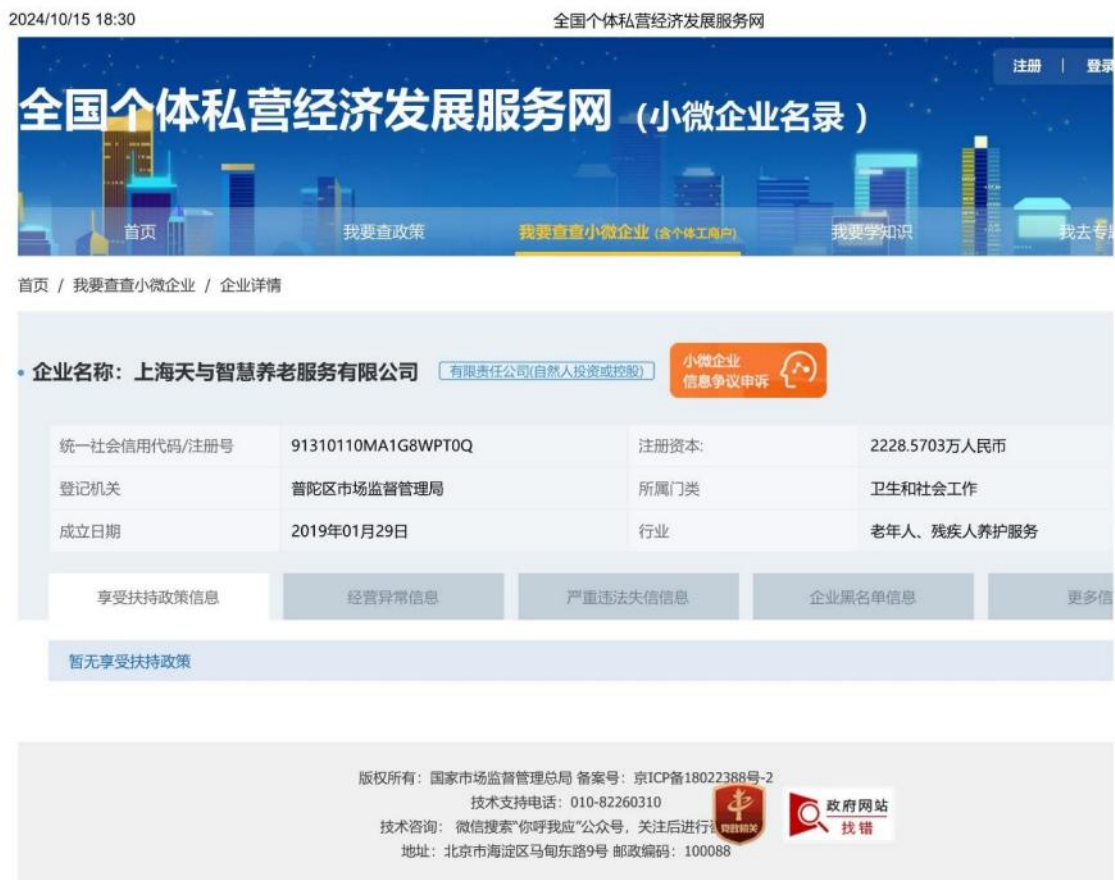 2024/10/15 18:30 全国个体私营经济发展服务网
注册 | 登录
全国个体私营经济发展服务网 (小微企业名录)
首页 我要查政策 我要查查小微企业 (含个体工商户) 我要学知识 我去专
首页 / 我要查查小微企业 / 企业详情
企业名称：上海天与智慧养老服务有限公司 有限责任公司(自然人投资或控股) 小微企业
信息争议申诉
统一社会信用代码/注册号 91310110MA1G8WPT0Q 注册资本: 2228.5703万人民币
登记机关 普陀区市场监督管理局 所属门类 卫生和社会工作
成立日期 2019年01月29日 行业 老年人、残疾人养护服务
享受扶持政策信息 经营异常信息 严重违法失信信息 企业黑名单信息 更多信
暂无享受扶持政策
版权所有：国家市场监督管理总局 备案号：京ICP备18022388号-2
技术支持电话：010-82260310
技术咨询： 微信搜索“你呼我应”公众号，关注后进行
地址：北京市海淀区马甸东路9号 邮政编码：100088
党政机关
政府网站
找错